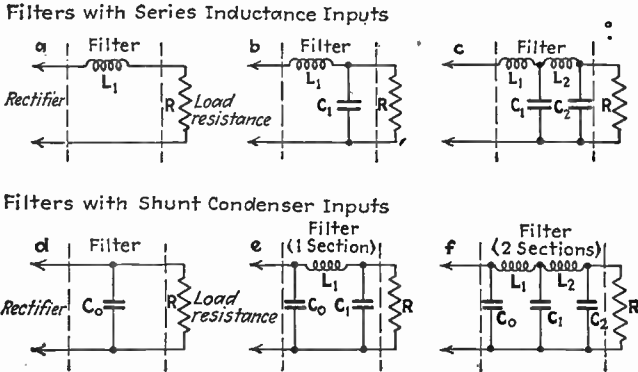 Filters with Series Inductance Inputs
a Filter
L1
Rectifier
R Load resistance
b Filter
L1
C1 R
c Filter
L1 L2
C1 C2 R
Filters with Shunt Condenser Inputs
d Filter
Rectifier
C0 R Load resistance
e Filter (1 Section)
L1
C0 C1 R
f Filter (2 Sections)
L1 L2
C0 C1 C2 R